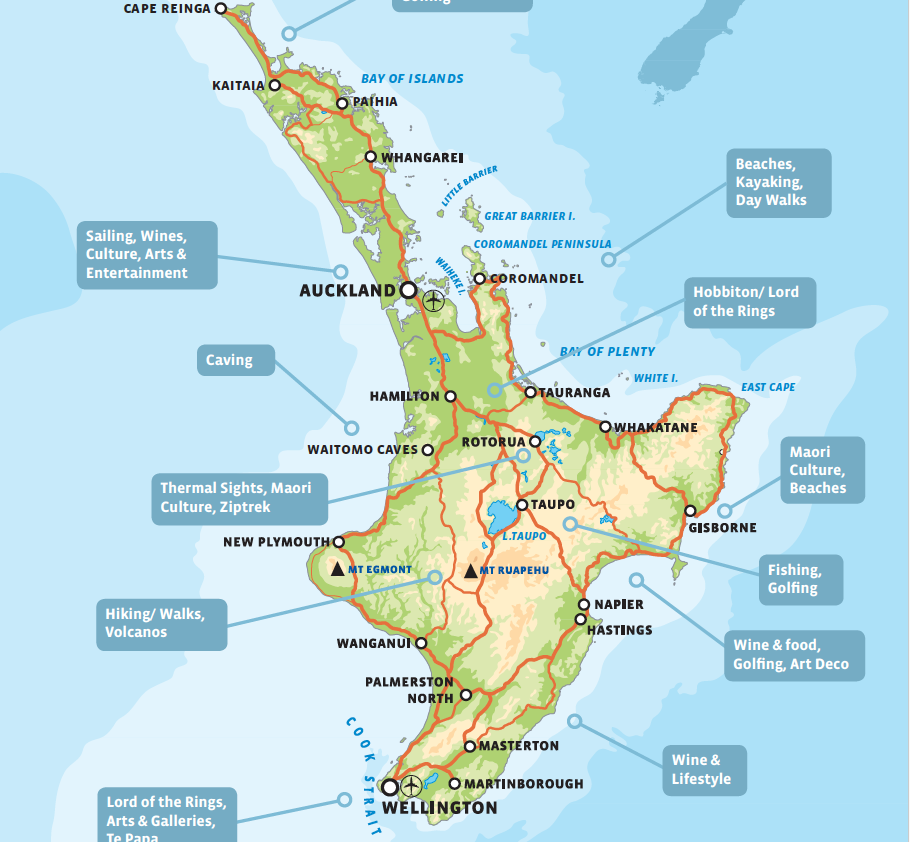 CAPE REINGA
KAITAIA
BAY OF ISLANDS
PAIHIA
WHANGAREI
LITTLE BARRIER
GREAT BARRIER I.
Beaches,
Kayaking,
Day Walks
Sailing, Wines,
Culture, Arts &
Entertainment
COROMANDEL PENINSULA
WAIHEKE I.
COROMANDEL
AUCKLAND
Hobbiton/ Lord
of the Rings
Caving
BAY OF PLENTY
WHITE I.
EAST CAPE
HAMILTON
TAURANGA
WHAKATANE
ROTORUA
WAITOMO CAVES
Maori
Culture,
Beaches
Thermal Sights, Maori
Culture, Ziptrek
TAUPO
GISBORNE
L.TAUPO
NEW PLYMOUTH
MT EGMONT
MT RUAPEHU
Fishing,
Golfing
Hiking/ Walks,
Volcanos
NAPIER
HASTINGS
WANGANUI
Wine & food,
Golfing, Art Deco
PALMERSTON
NORTH
COOK STRAIT
MASTERTON
Wine &
Lifestyle
MARTINBOROUGH
WELLINGTON
Lord of the Rings,
Arts & Galleries,
Te Papa